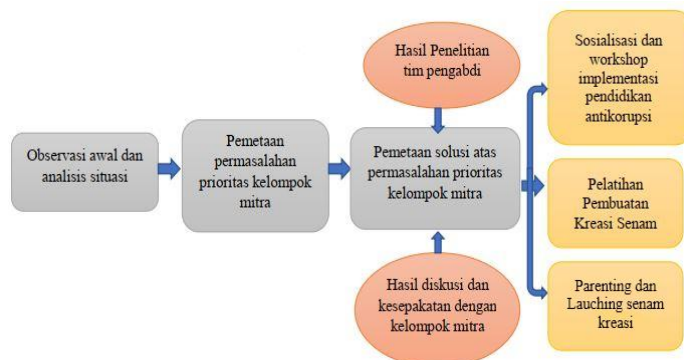 Observasi awal dan
analisis situasi
Pemetaan
permasalahan
prioritas kelompok
mitra
Hasil Penelitian
tim pengabdi
Pemetaan solusi atas
permasalahan prioritas
kelompok mitra
Hasil diskusi dan
kesepakatan dengan
kelompok mitra
Sosialisasi dan
workshop
implementasi
pendidikan
antikorupsi
Pelatihan
Pembuatan
Kreasi Senam
Parenting dan
Lauching senam
kreasi